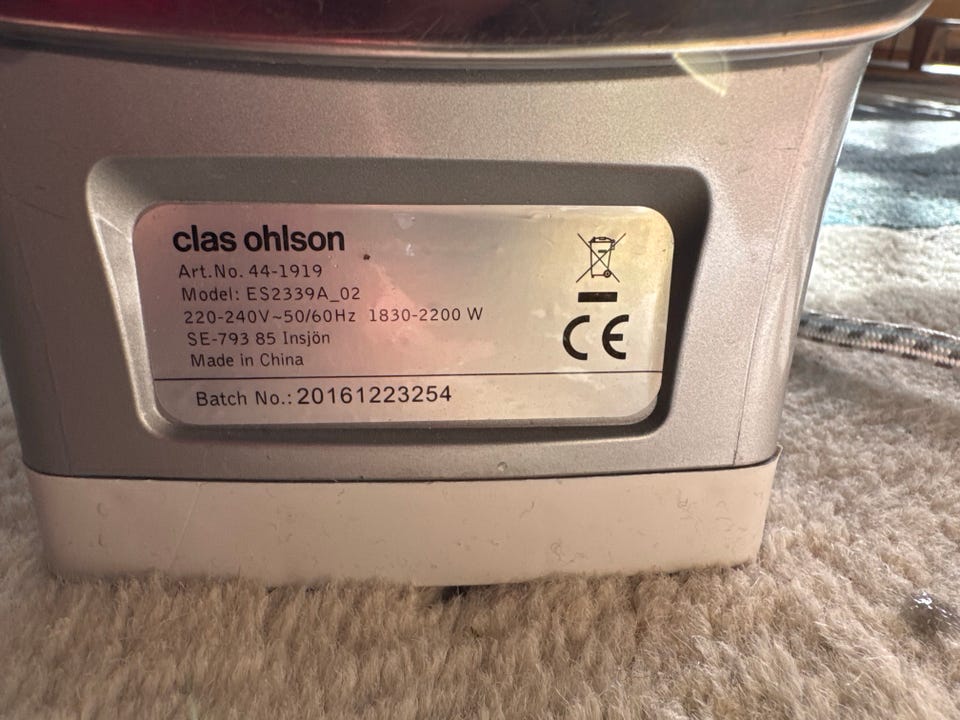 clas ohlson
Art.No. 44-1919
Model: ES2339A_02
220-240V~50/60Hz 1830-2200 W
SE-793 85 Insjön
Made in China
CE
Batch No.: 20161223254